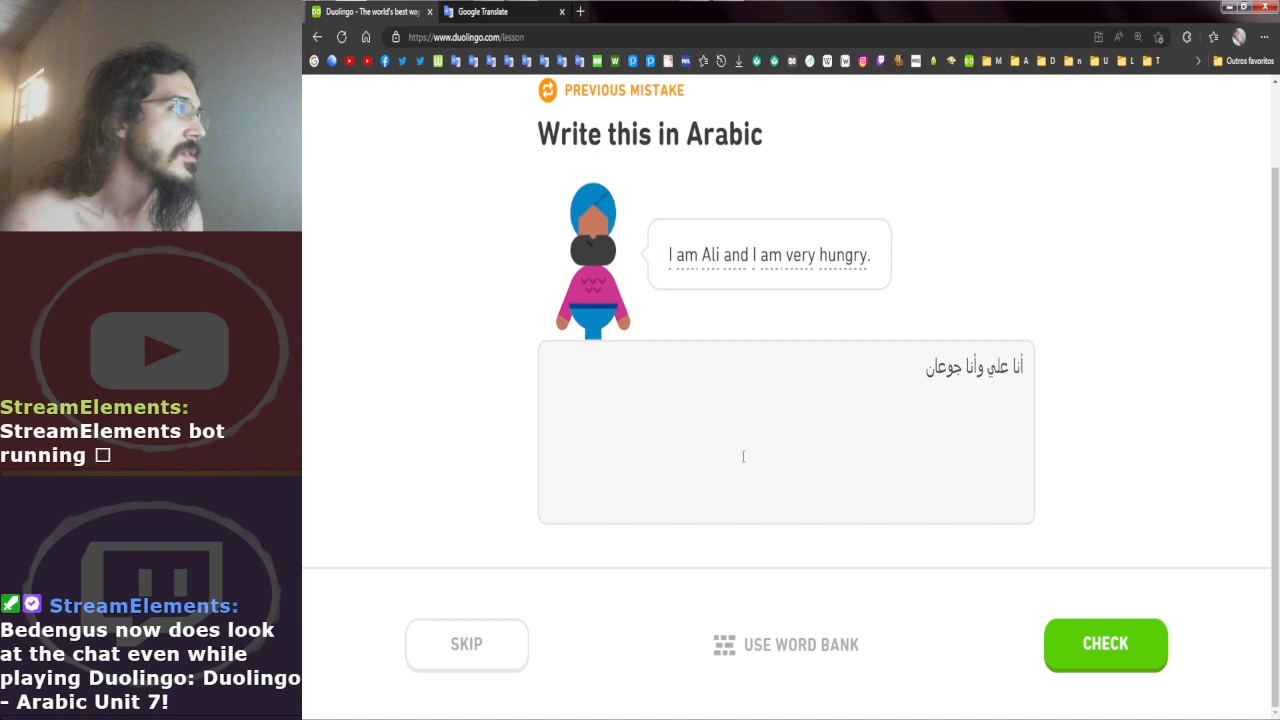 Duolingo - The world's best way
Google Translate
https://www.duolingo.com/lesson
M
A
D
n
U
L
T
Outros favoritos
PREVIOUS MISTAKE
Write this in Arabic
I am Ali and I am very hungry.
أنا علي وأنا جوعان
SKIP
USE WORD BANK
CHECK
StreamElements:
StreamElements bot
running
StreamElements:
Bedengus now does look
at the chat even while
playing Duolingo: Duolingo
- Arabic Unit 7!